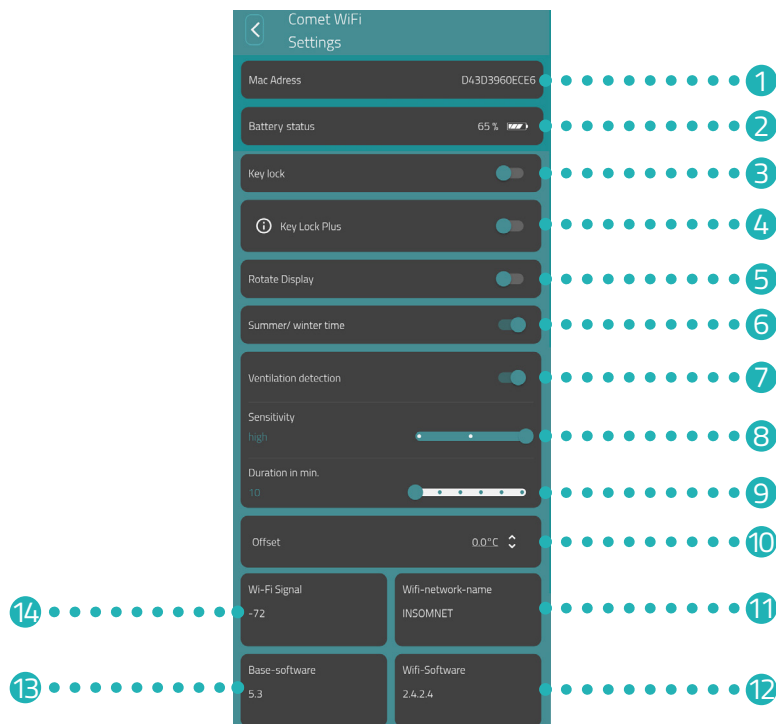 Comet WiFi
Settings
Mac Adress D43D3960ECE6 1
Battery status 65 % 2
Key lock 3
Key Lock Plus 4
Rotate Display 5
Summer/ winter time 6
Ventilation detection 7
Sensitivity
high 8
Duration in min.
10 9
Offset 0.0°C 10
Wi-Fi Signal Wifi-network-name
14 -72 INSOMNET 11
Base-software Wifi-Software
13 5.3 2.4.2.4 12